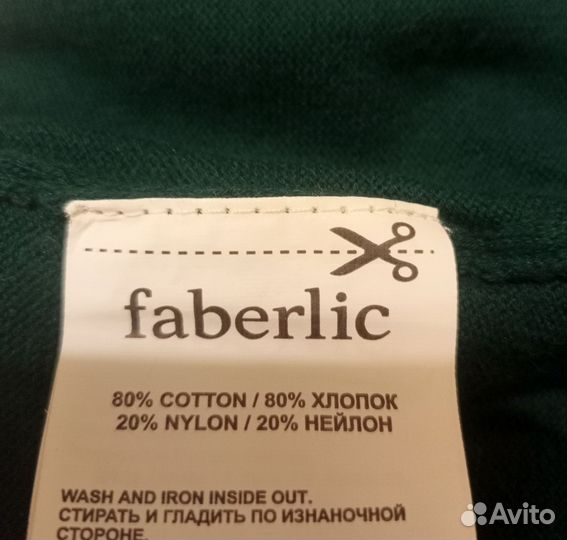 faberlic
80% COTTON / 80% ХЛОПОК
20% NYLON / 20% НЕЙЛОН
WASH AND IRON INSIDE OUT.
СТИРАТЬ И ГЛАДИТЬ ПО ИЗНАНОЧНОЙ
СТОРОНЕ.
Avito